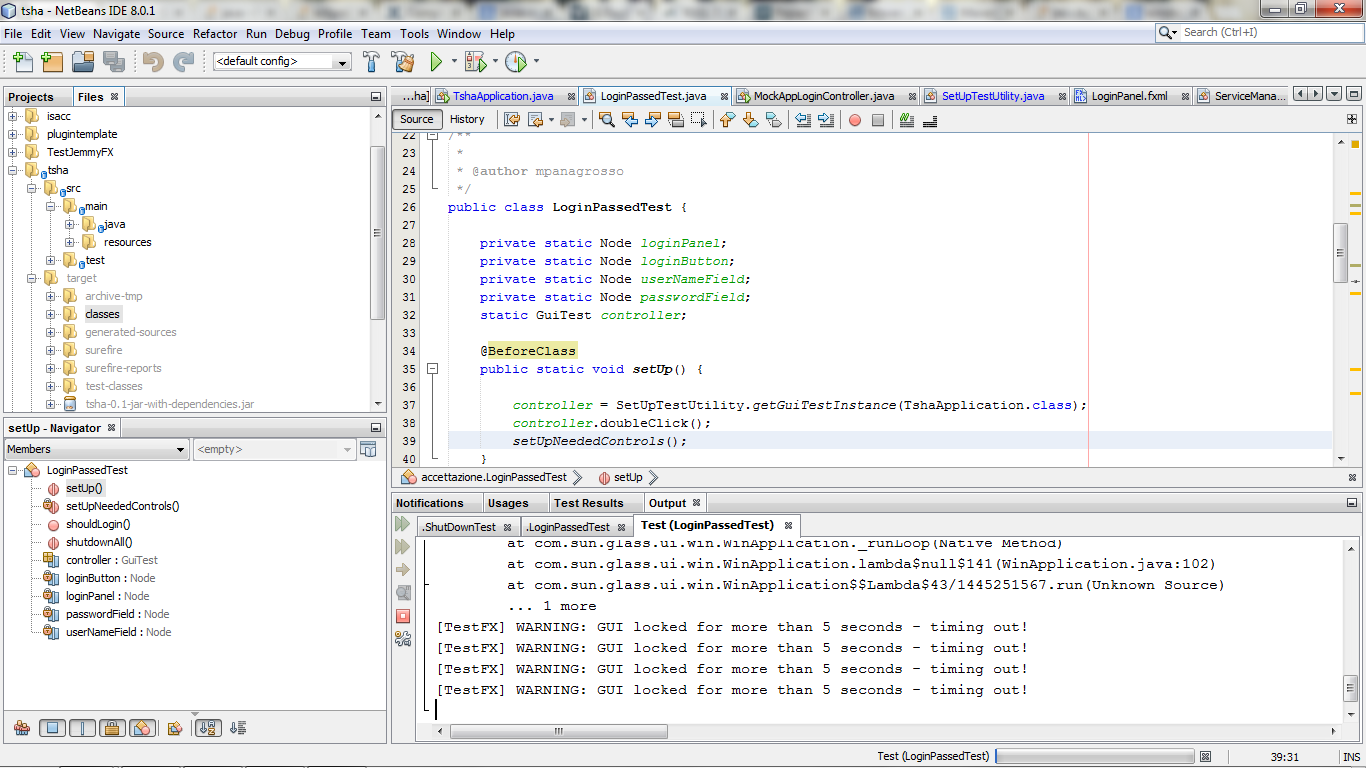 tsha - NetBeans IDE 8.0.1
File Edit View Navigate Source Refactor Run Debug Profile Team Tools Window Help
Search (Ctrl+I)
<default config>
Projects
Files
isacc
plugintemplate
TestJemmyFX
tsha
src
main
java
resources
test
target
archive-tmp
classes
generated-sources
surefire
surefire-reports
test-classes
tsha-0.1-jar-with-dependencies.jar
setUp - Navigator
Members
<empty>
LoginPassedTest
setUp()
setUpNeededControls()
shouldLogin()
shutdownAll()
controller : GuiTest
loginButton : Node
loginPanel : Node
passwordField : Node
userNameField : Node
...ha] TshaApplication.java LoginPassedTest.java MockAppLoginController.java SetUpTestUtility.java LoginPanel.fxml ServiceMana...
Source History
22 /**
23 *
24 * @author mpanagrosso
25 */
26 public class LoginPassedTest {
27
28 private static Node loginPanel;
29 private static Node loginButton;
30 private static Node userNameField;
31 private static Node passwordField;
32 static GuiTest controller;
33
34 @BeforeClass
35 public static void setUp() {
36
37 controller = SetUpTestUtility.getGuiTestInstance(TshaApplication.class);
38 controller.doubleClick();
39 setUpNeededControls();
40 }
accettazione.LoginPassedTest setUp
Notifications Usages Test Results Output
.ShutDownTest .LoginPassedTest Test (LoginPassedTest)
at com.sun.glass.ui.win.WinApplication._runLoop(Native Method)
at com.sun.glass.ui.win.WinApplication.lambda$null$141(WinApplication.java:102)
at com.sun.glass.ui.win.WinApplication$$Lambda$43/1445251567.run(Unknown Source)
... 1 more
[TestFX] WARNING: GUI locked for more than 5 seconds - timing out!
[TestFX] WARNING: GUI locked for more than 5 seconds - timing out!
[TestFX] WARNING: GUI locked for more than 5 seconds - timing out!
[TestFX] WARNING: GUI locked for more than 5 seconds - timing out!
Test (LoginPassedTest)
39:31
INS